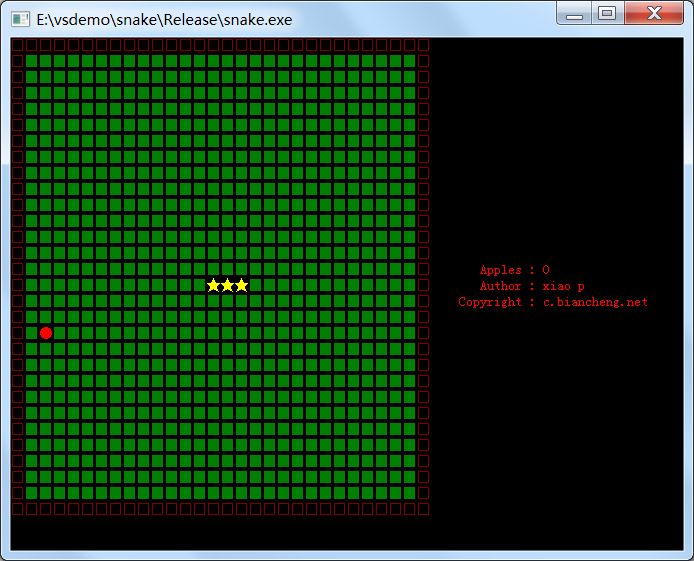 E:\vsdemo\snake\Release\snake.exe
Apples : 0
Author : xiao p
Copyright : c.biancheng.net